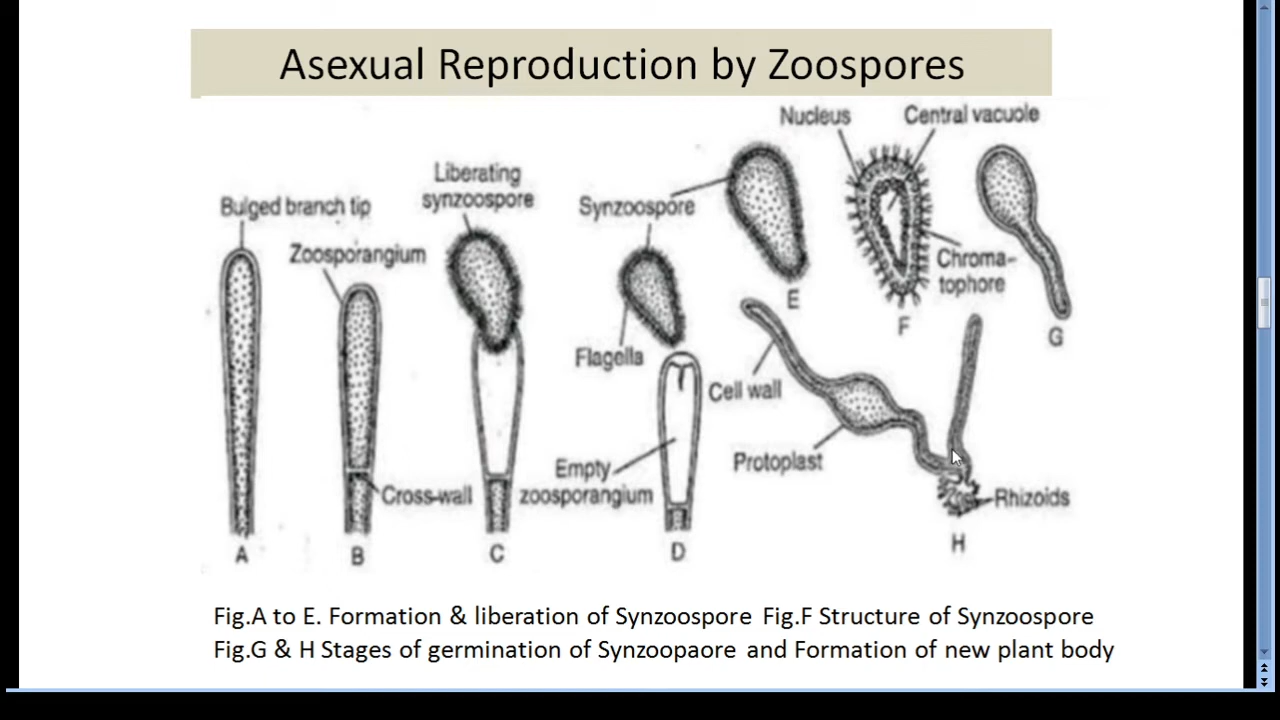 Asexual Reproduction by Zoospores
Nucleus
Central vacuole
Liberating
synzoospore
Bulged branch tip
Synzoospore
Zoosporangium
Chroma-
tophore
E
F
G
Flagella
Cell wall
Protoplast
Empty
zoosporangium
Cross-wall
Rhizoids
A
B
C
D
H
Fig.A to E. Formation & liberation of Synzoospore Fig.F Structure of Synzoospore
Fig.G & H Stages of germination of Synzoopaore and Formation of new plant body